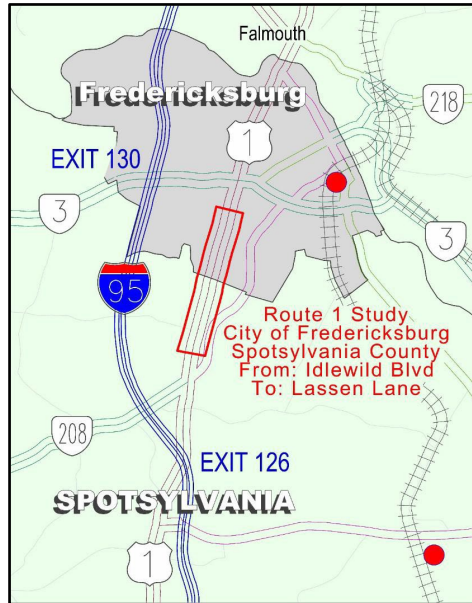 Falmouth
Fredericksburg
218
1
EXIT 130
3
3
95
Route 1 Study
City of Fredericksburg
Spotsylvania County
From: Idlewild Blvd
To: Lassen Lane
208
EXIT 126
SPOTSYLVANIA
1